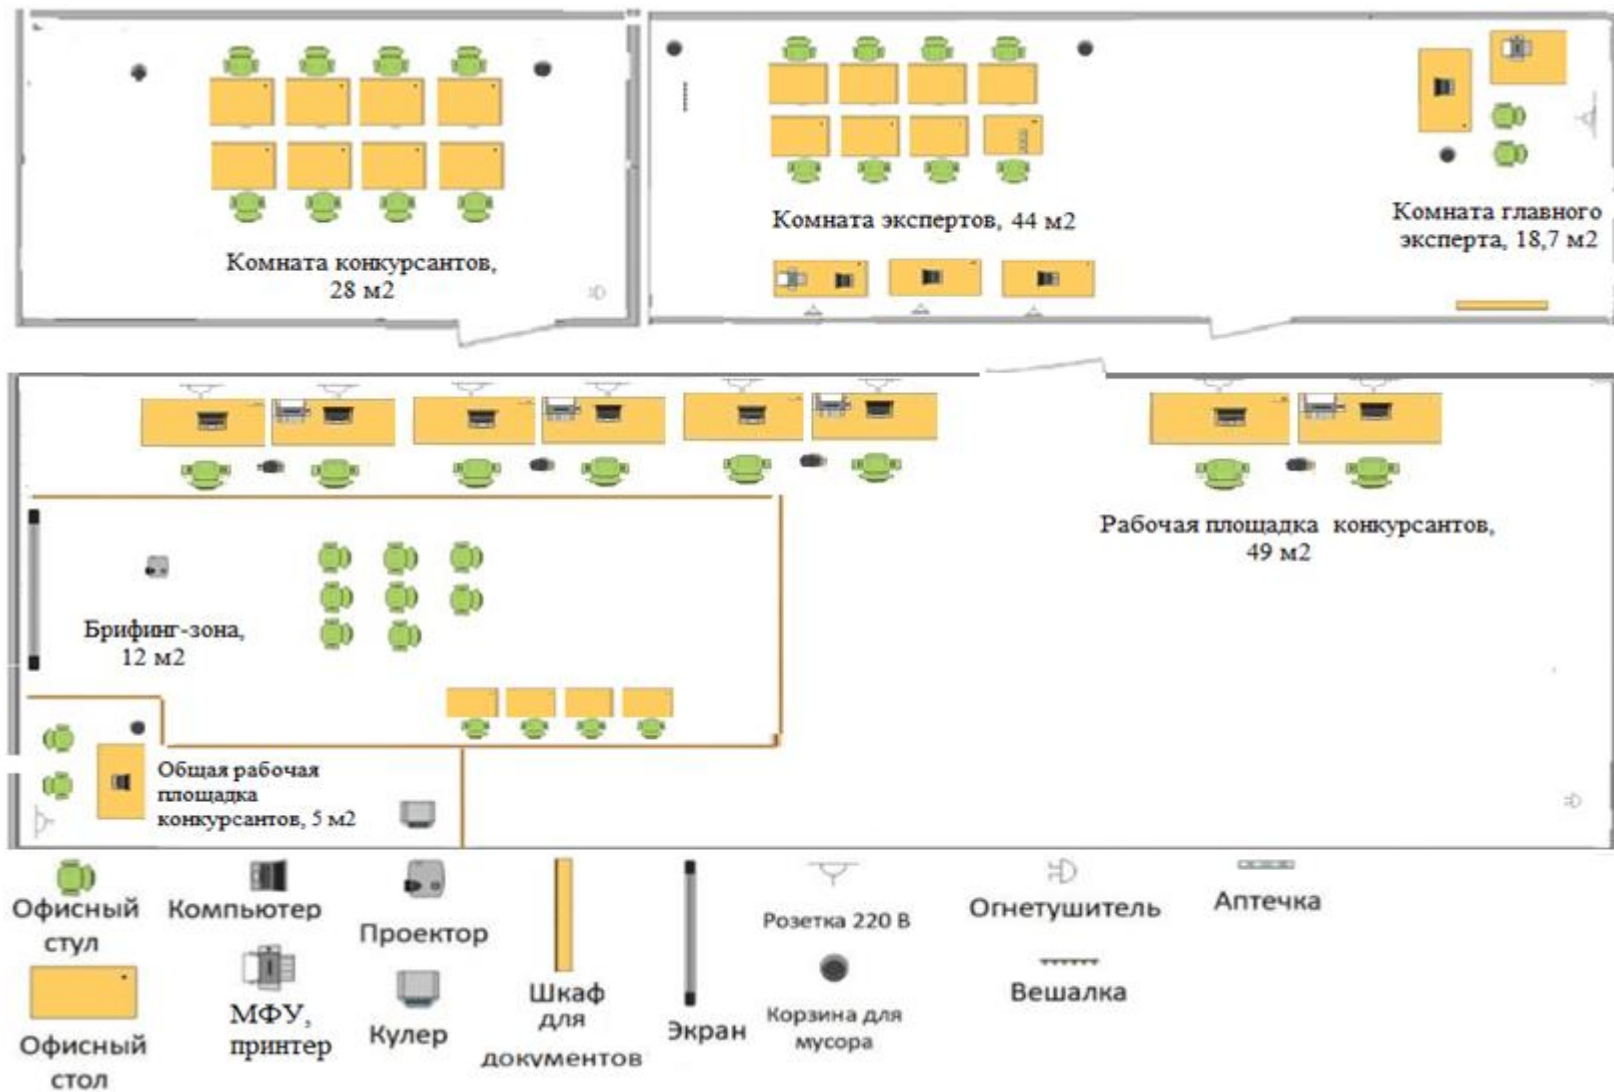 Комната конкурсантов,
28 м2
Комната экспертов, 44 м2
Комната главного
эксперта, 18,7 м2
Рабочая площадка конкурсантов,
49 м2
Брифинг-зона,
12 м2
Общая рабочая
площадка
конкурсантов, 5 м2
Офисный
стул
Компьютер
Проектор
Розетка 220 В
Огнетушитель
Аптечка
Офисный
стол
МФУ,
принтер
Кулер
Шкаф
для
документов
Экран
Корзина для
мусора
Вешалка